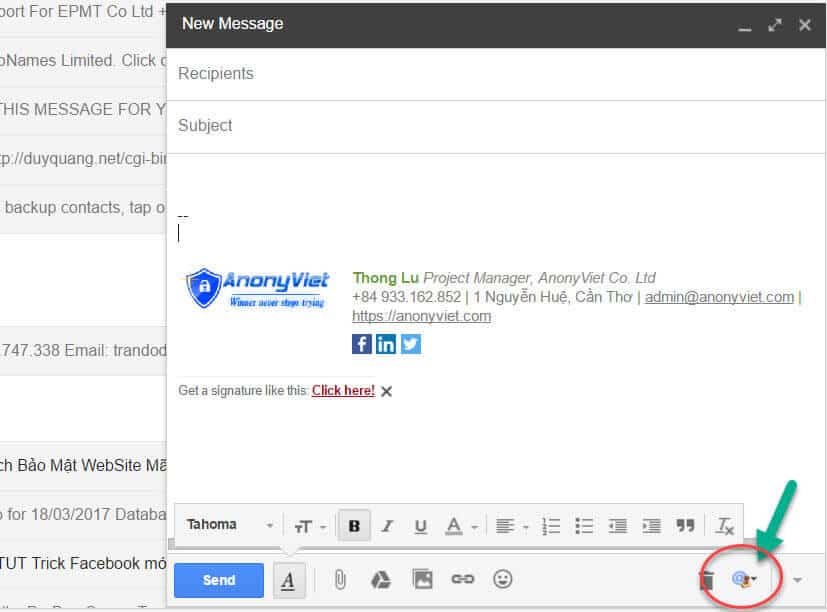 port For EPMT Co Ltd +
oNames Limited. Click
THIS MESSAGE FOR Y
tp://duyquang.net/cgi-bin
backup contacts, tap o
.747.338 Email: trandod
ch Bảo Mật WebSite Mã
o for 18/03/2017 Databa
TUT Trick Facebook mó
New Message
Recipients
Subject
--
AnonyViet
Winner never stop trying
Thong Lu Project Manager, AnonyViet Co. Ltd
+84 933.162.852 | 1 Nguyễn Huệ, Cần Thơ | admin@anonyviet.com |
https://anonyviet.com
Get a signature like this: Click here!
Tahoma
Send